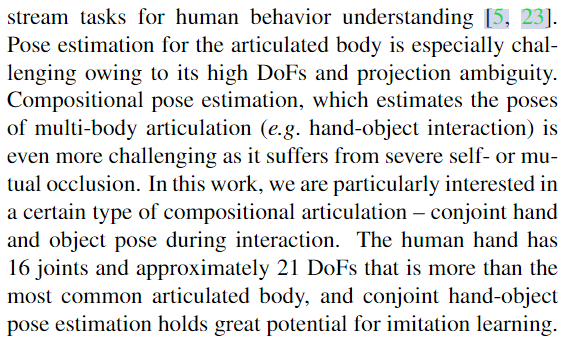 stream tasks for human behavior understanding [5, 23].
Pose estimation for the articulated body is especially chal-
lenging owing to its high DoFs and projection ambiguity.
Compositional pose estimation, which estimates the poses
of multi-body articulation (e.g. hand-object interaction) is
even more challenging as it suffers from severe self- or mu-
tual occlusion. In this work, we are particularly interested in
a certain type of compositional articulation – conjoint hand
and object pose during interaction. The human hand has
16 joints and approximately 21 DoFs that is more than the
most common articulated body, and conjoint hand-object
pose estimation holds great potential for imitation learning.